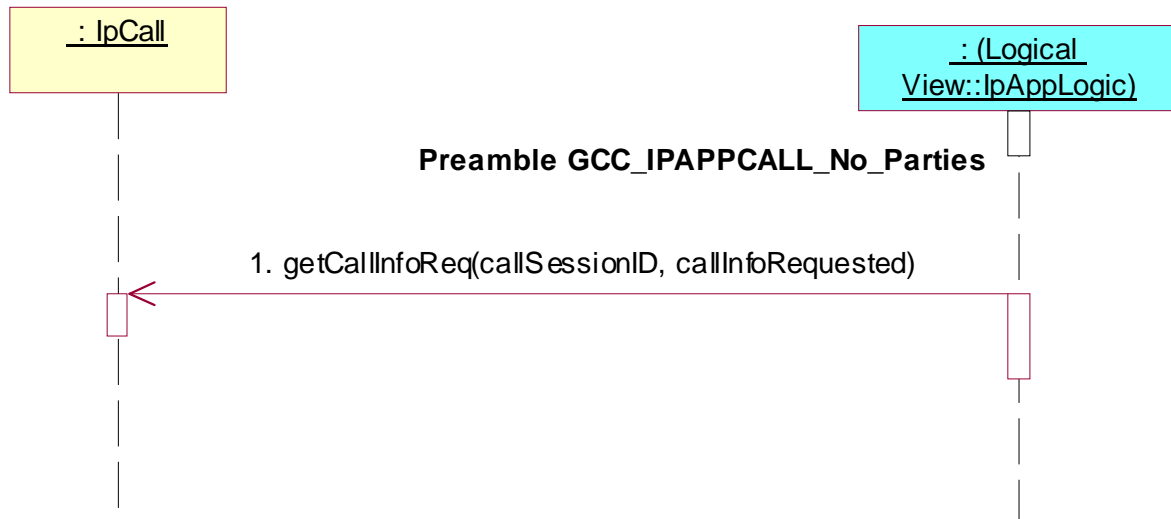 : IpCall
: (Logical
View::IpAppLogic)
Preamble GCC_IPAPPCALL_No_Parties
1. getCallInfoReq(callSessionID, callInfoRequested)